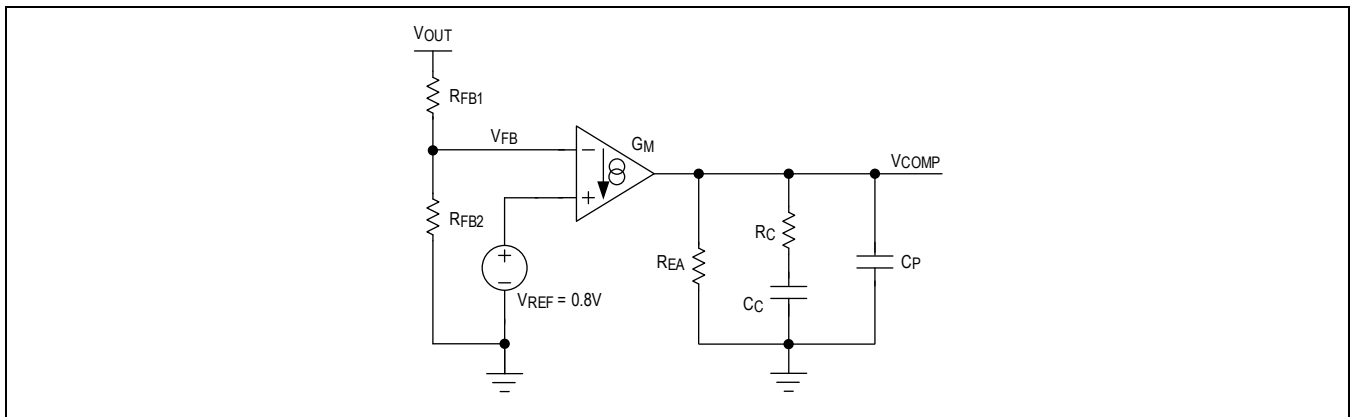 VOUT
RFB1
VFB
GM
VCOMP
−
+
RFB2
RC
REA
CP
+
−
CC
VREF = 0.8V